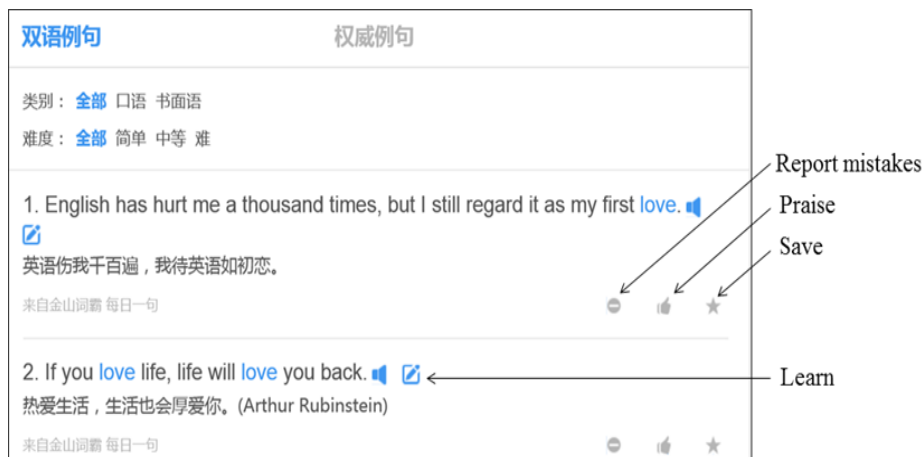 双语例句 权威例句
类别： 全部 口语 书面语
难度： 全部 简单 中等 难
Report mistakes
1. English has hurt me a thousand times, but I still regard it as my first love.
Praise
Save
英语伤我千百遍，我待英语如初恋。
来自金山词霸 每日一句
2. If you love life, life will love you back.
Learn
热爱生活，生活也会厚爱你。(Arthur Rubinstein)
来自金山词霸 每日一句